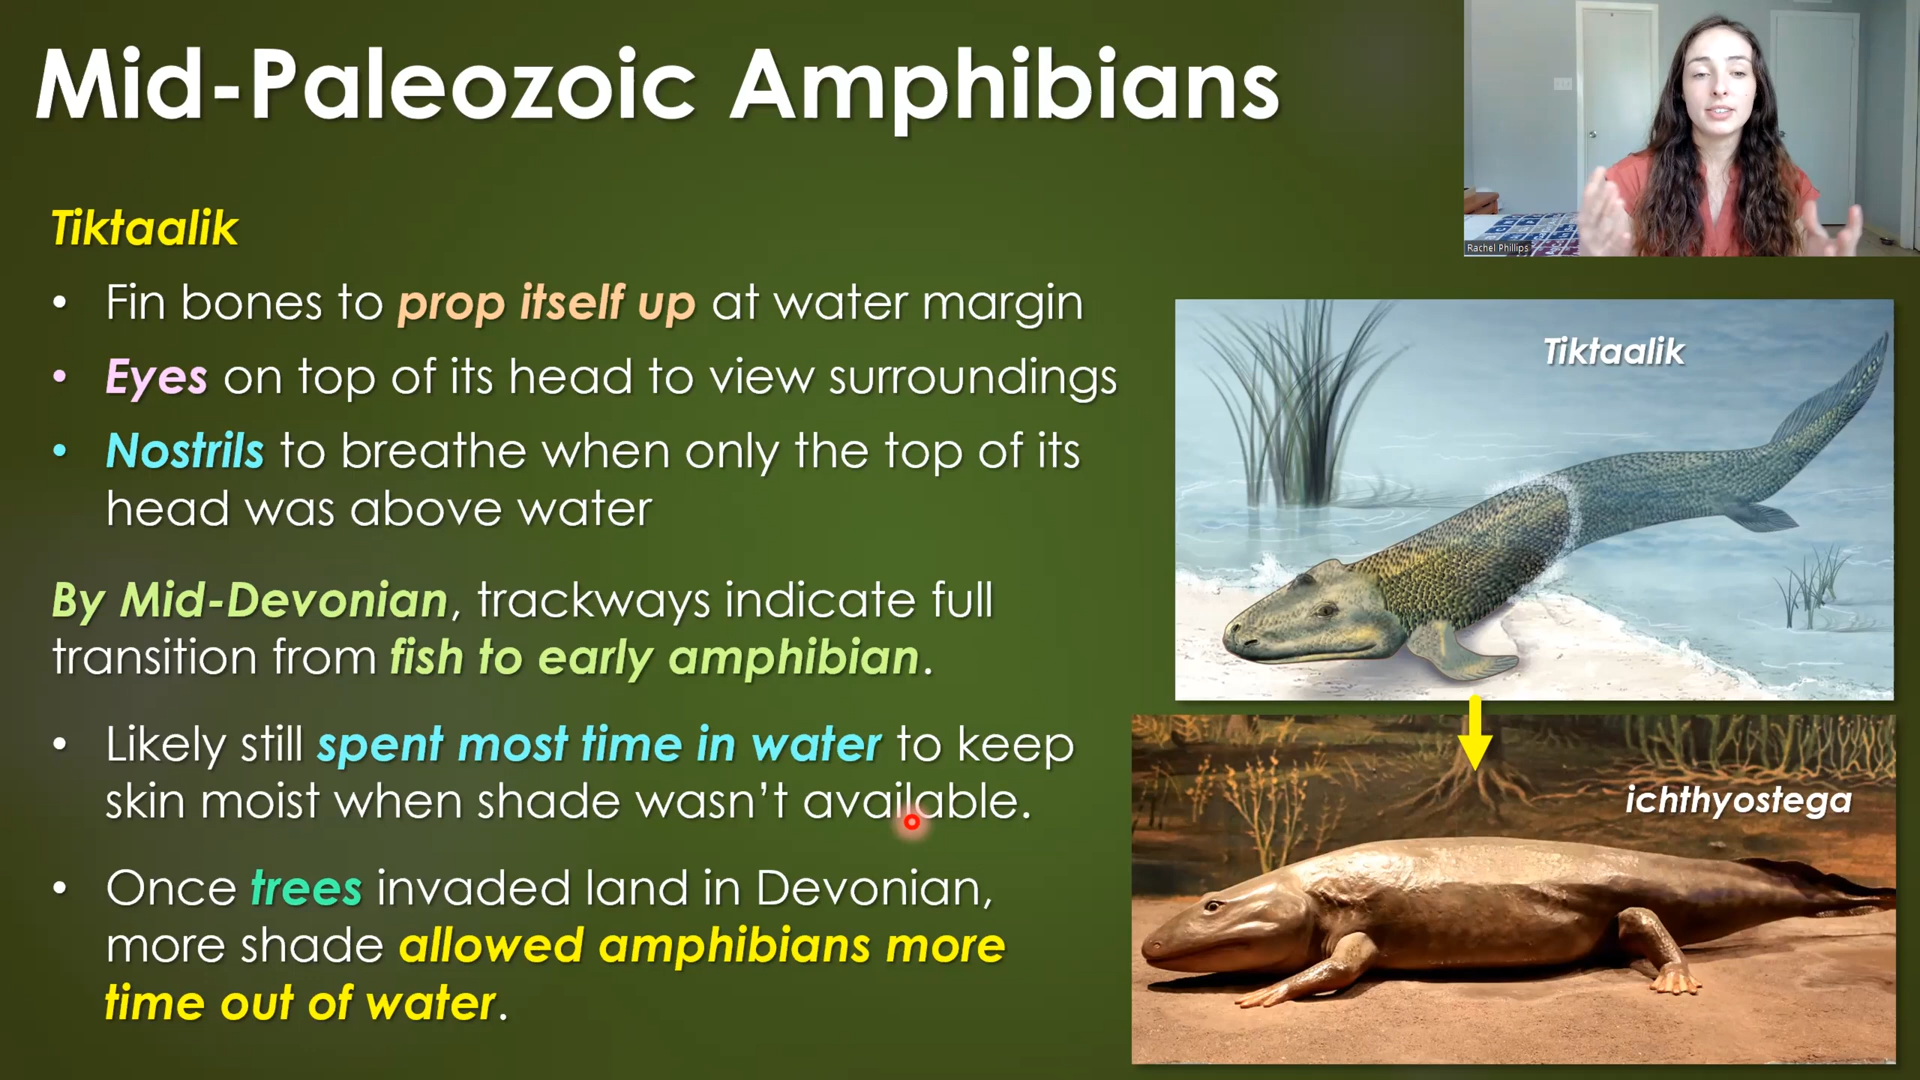 Mid-Paleozoic Amphibians
Rachel Phillips
Tiktaalik
• Fin bones to prop itself up at water margin
• Eyes on top of its head to view surroundings
• Nostrils to breathe when only the top of its
head was above water
By Mid-Devonian, trackways indicate full
transition from fish to early amphibian.
• Likely still spent most time in water to keep
skin moist when shade wasn’t available.
• Once trees invaded land in Devonian,
more shade allowed amphibians more
time out of water.
Tiktaalik
ichthyostega